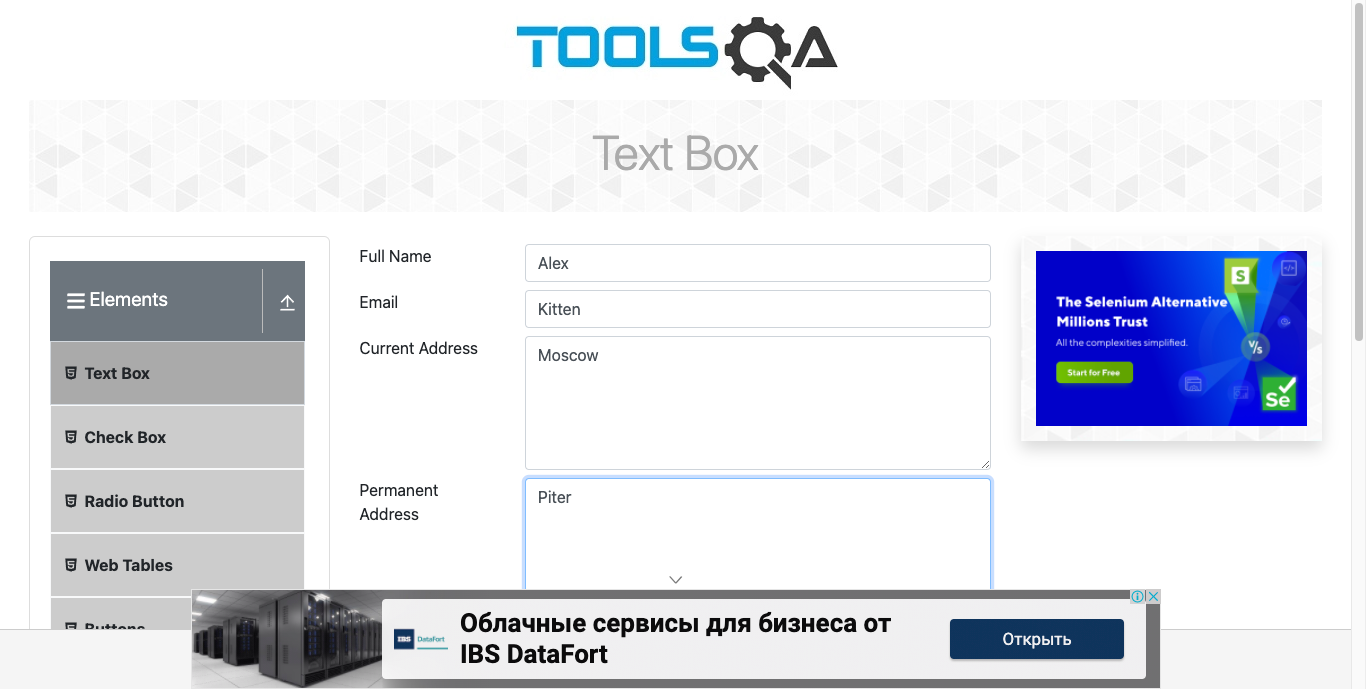 TOOLSQA
Text Box
Elements
Text Box
Check Box
Radio Button
Web Tables
Buttons
Full Name
Alex
Email
Kitten
Current Address
Moscow
Permanent
Address
Piter
The Selenium Alternative
Millions Trust
All the complexities simplified.
Start for Free
S
</>
V/s
Se
IBS DataFort
Облачные сервисы для бизнеса от
IBS DataFort
Открыть